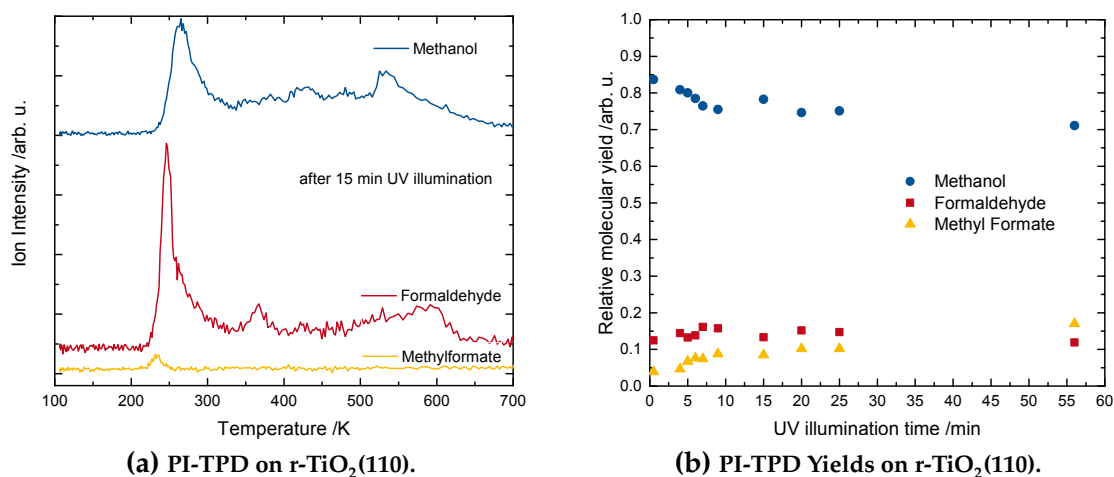 Methanol
after 15 min UV illumination
Formaldehyde
Methylformate
Ion Intensity /arb. u.
100 200 300 400 500 600 700
Temperature /K
(a) PI-TPD on r-TiO₂(110).
1.0
0.9
0.8
0.7
0.6
0.5
0.4
0.3
0.2
0.1
0.0
Relative molecular yield /arb. u.
Methanol
Formaldehyde
Methyl Formate
0 5 10 15 20 25 30 35 40 45 50 55 60
UV illumination time /min
(b) PI-TPD Yields on r-TiO₂(110).